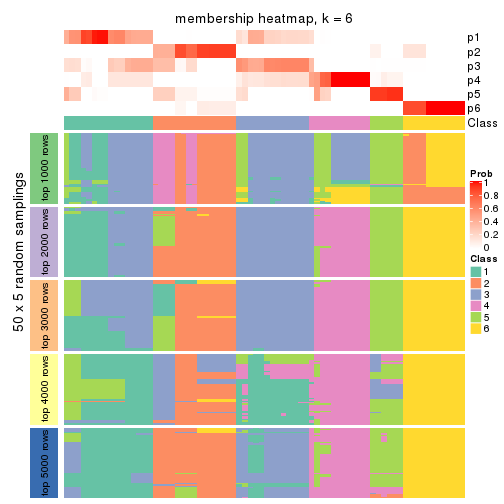 membership heatmap, k = 6
p1
p2
p3
p4
p5
p6
Class
50 x 5 random samplings
top 1000 rows
top 2000 rows
top 3000 rows
top 4000 rows
top 5000 rows
Prob
1
0.8
0.6
0.4
0.2
0
Class
1
2
3
4
5
6